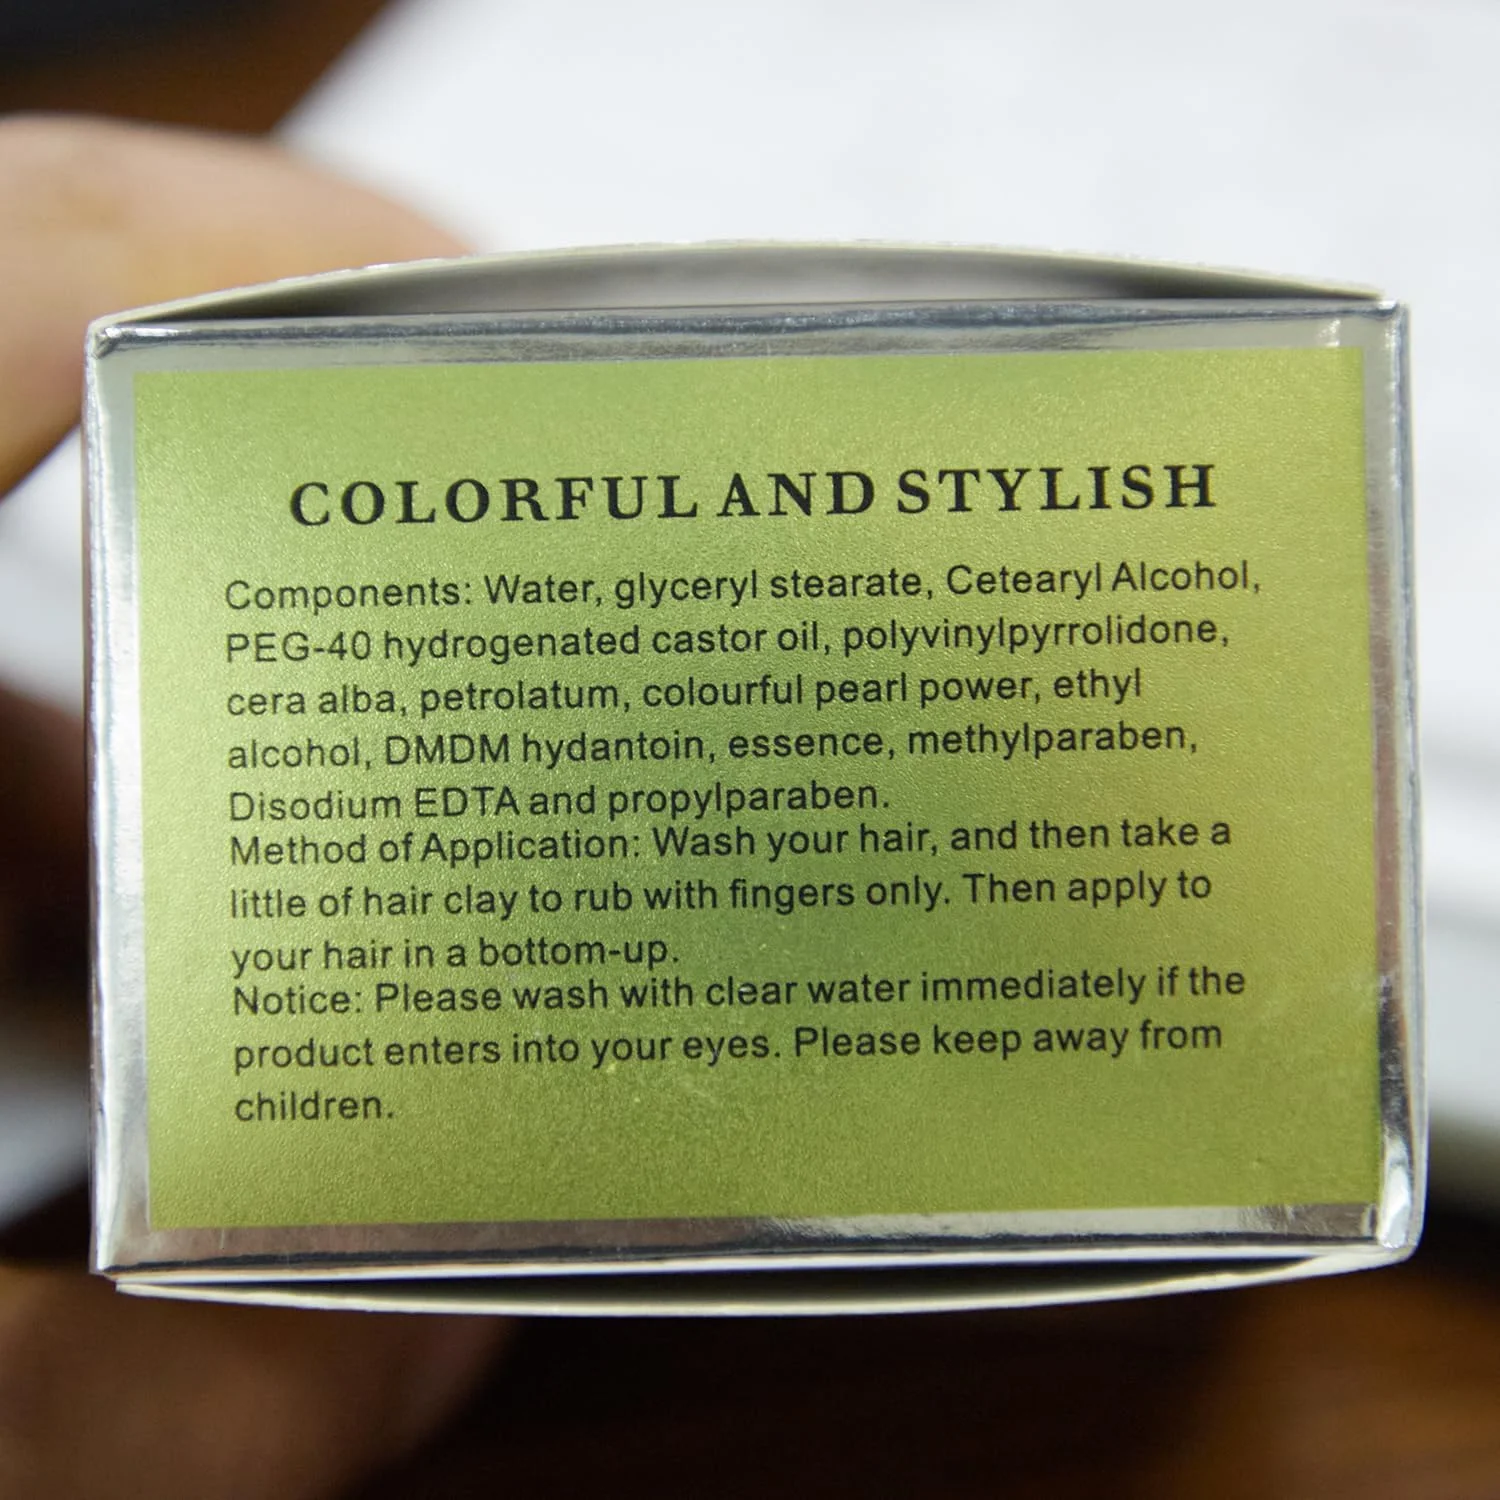 COLORFUL AND STYLISH
Components: Water, glyceryl stearate, Cetearyl Alcohol,
PEG-40 hydrogenated castor oil, polyvinylpyrrolidone,
cera alba, petrolatum, colourful pearl power, ethyl
alcohol, DMDM hydantoin, essence, methylparaben,
Disodium EDTA and propylparaben.
Method of Application: Wash your hair, and then take a
little of hair clay to rub with fingers only. Then apply to
your hair in a bottom-up.
Notice: Please wash with clear water immediately if the
product enters into your eyes. Please keep away from
children.